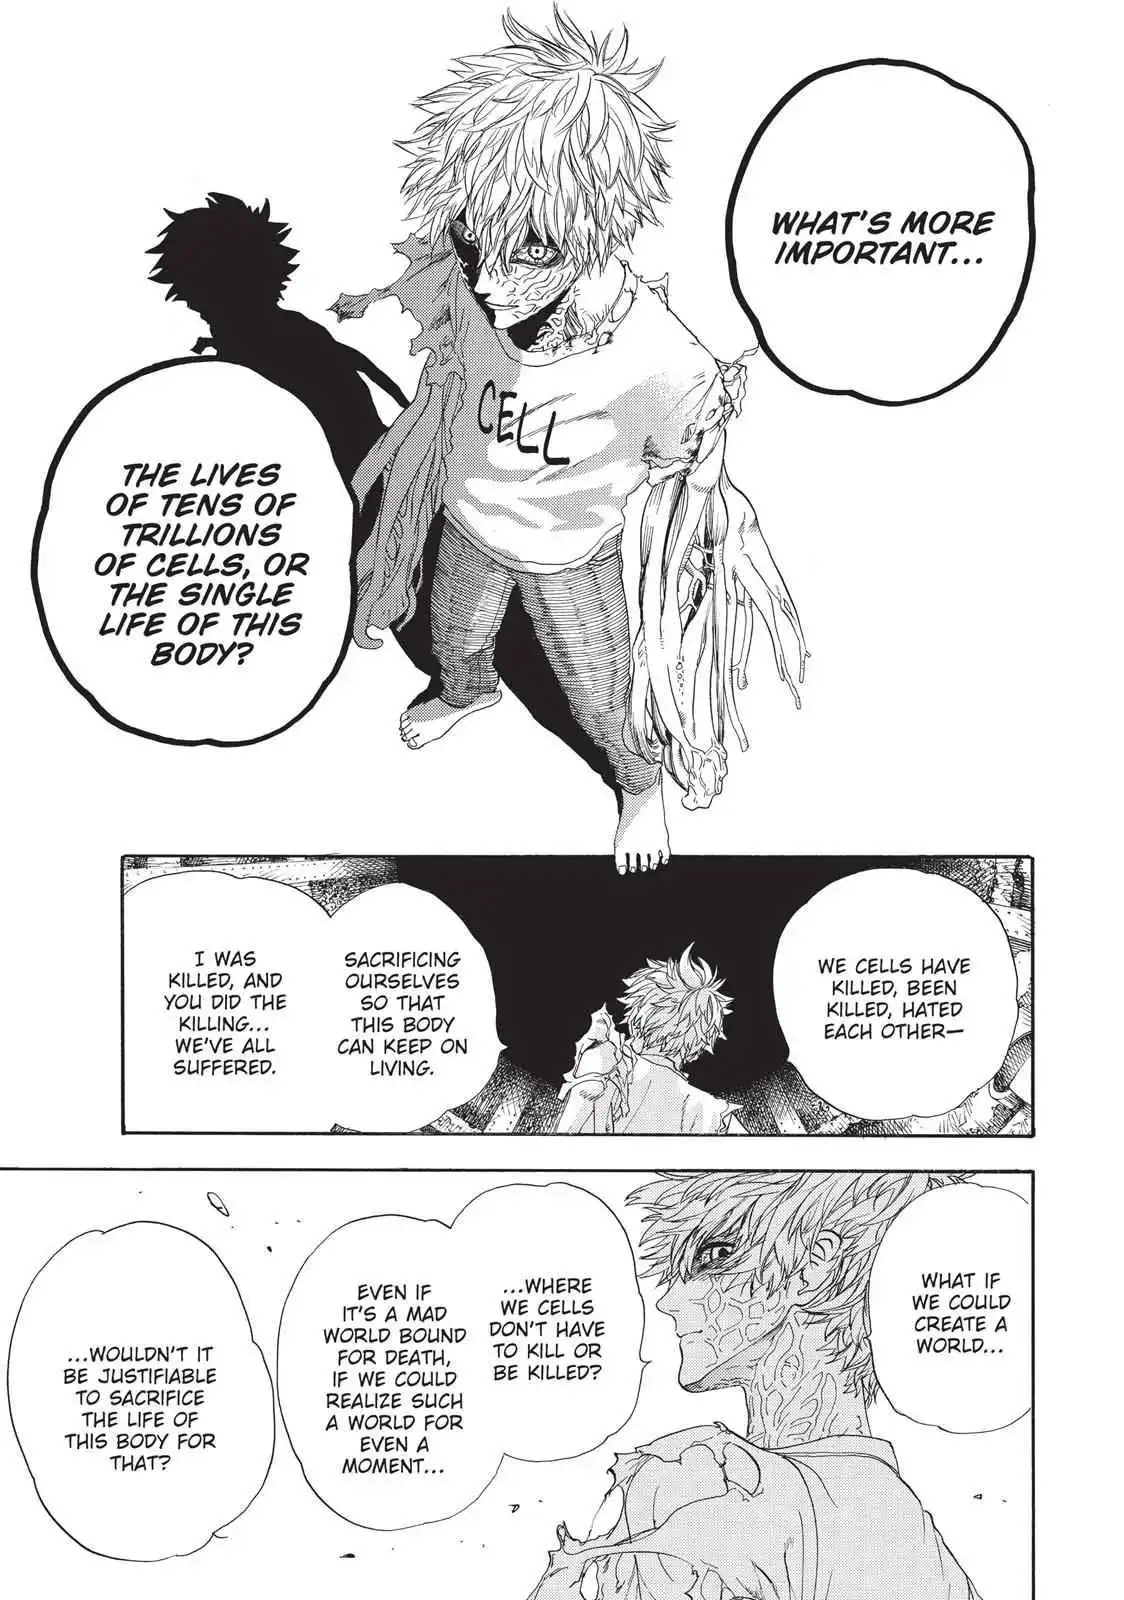 WHAT'S MORE
IMPORTANT...
CELL
THE LIVES
OF TENS OF
TRILLIONS
OF CELLS, OR
THE SINGLE
LIFE OF THIS
BODY?
WE CELLS HAVE
KILLED, BEEN
KILLED, HATED
EACH OTHER—
SACRIFICING
OURSELVES
SO THAT
THIS BODY
CAN KEEP ON
LIVING.
I WAS
KILLED, AND
YOU DID THE
KILLING...
WE'VE ALL
SUFFERED.
WHAT IF
WE COULD
CREATE A
WORLD...
...WHERE
WE CELLS
DON'T HAVE
TO KILL OR
BE KILLED?
EVEN IF
IT'S A MAD
WORLD BOUND
FOR DEATH,
IF WE COULD
REALIZE SUCH
A WORLD FOR
EVEN A
MOMENT...
...WOULDN'T IT
BE JUSTIFIABLE
TO SACRIFICE
THE LIFE OF
THIS BODY FOR
THAT?